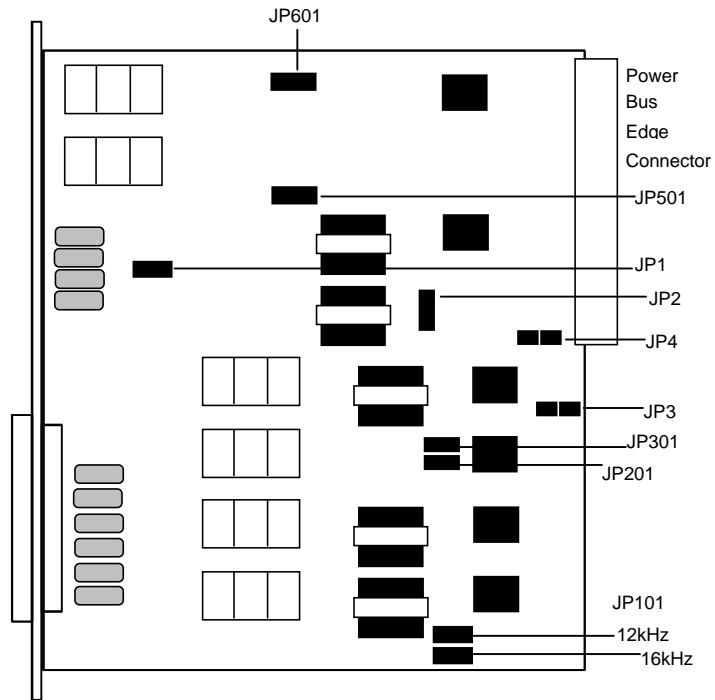 JP601
Power
Bus
Edge
Connector
JP501
JP1
JP2
JP4
JP3
JP301
JP201
JP101
12kHz
16kHz